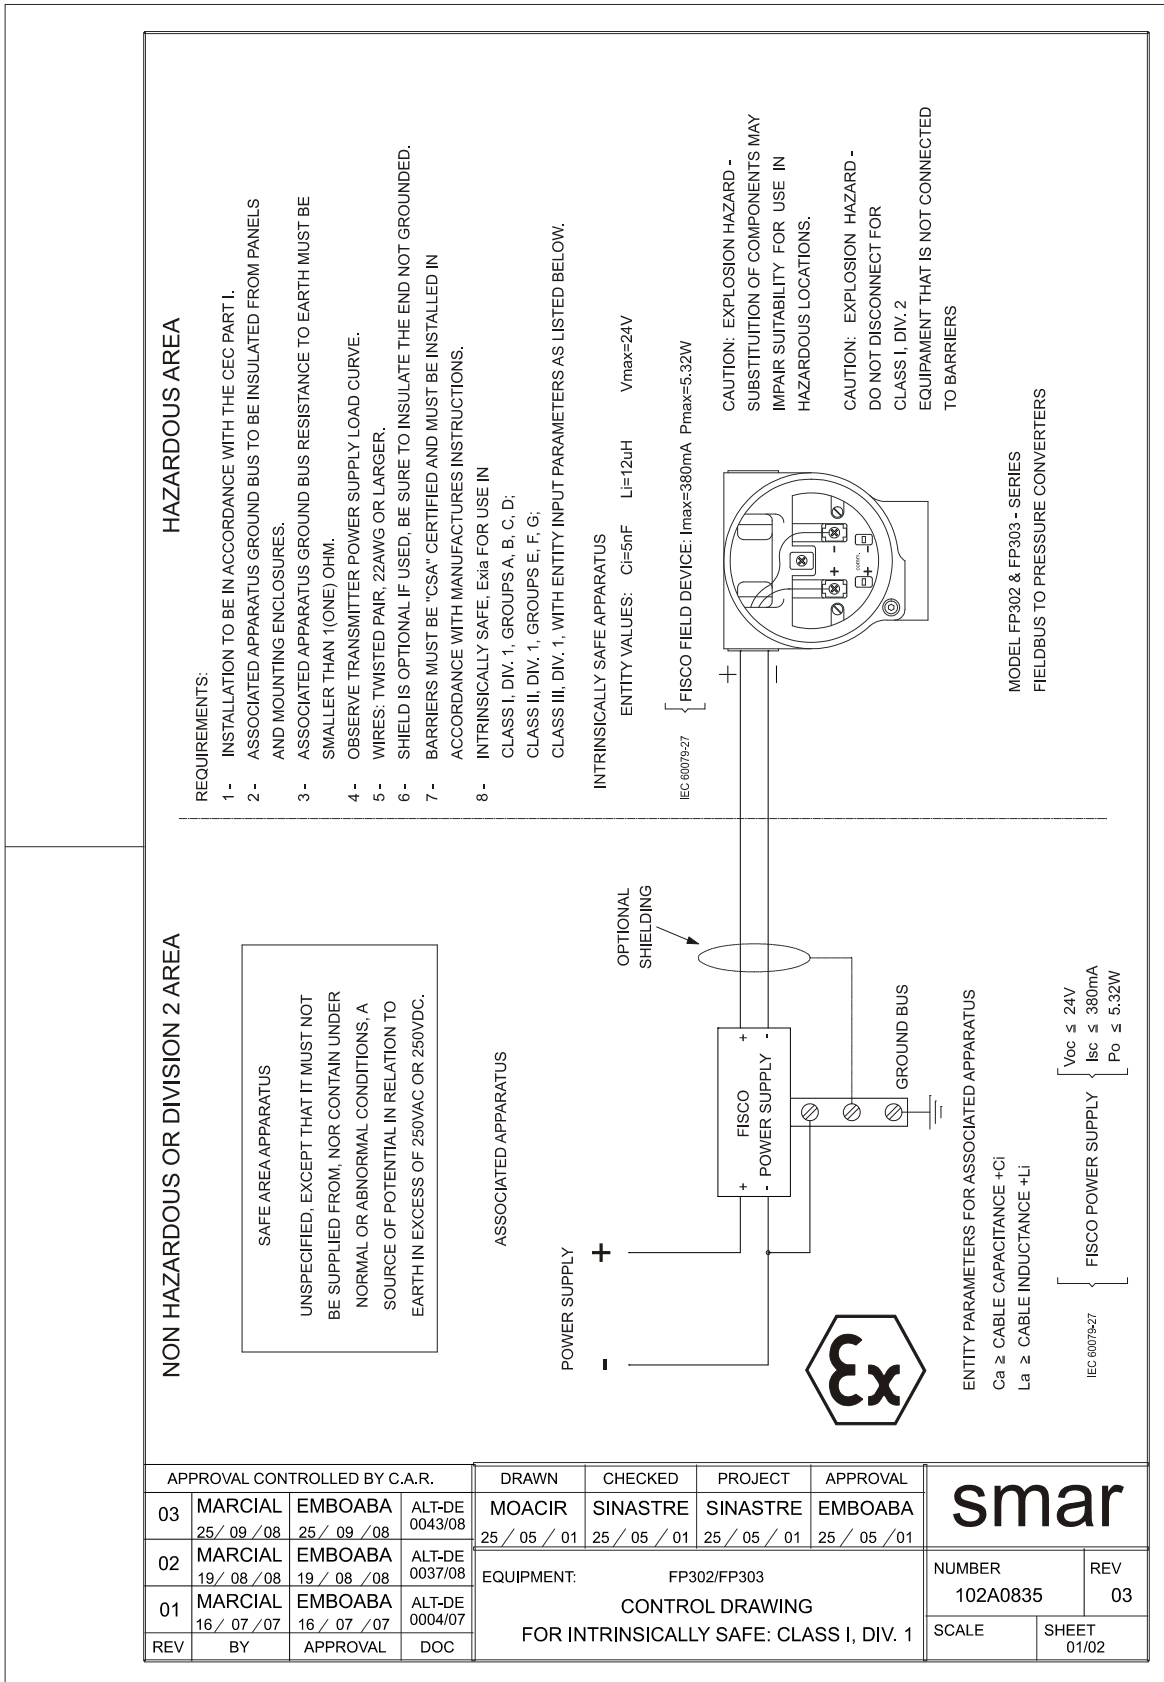 NON HAZARDOUS OR DIVISION 2 AREA
SAFE AREA APPARATUS
UNSPECIFIED, EXCEPT THAT IT MUST NOT
BE SUPPLIED FROM, NOR CONTAIN UNDER
NORMAL OR ABNORMAL CONDITIONS, A
SOURCE OF POTENTIAL IN RELATION TO
EARTH IN EXCESS OF 250VAC OR 250VDC.
ASSOCIATED APPARATUS
POWER SUPPLY
- +
OPTIONAL
SHIELDING
+ +
FISCO
POWER SUPPLY
- -
GROUND BUS
Ex
ENTITY PARAMETERS FOR ASSOCIATED APPARATUS
Ca ≥ CABLE CAPACITANCE +Ci
La ≥ CABLE INDUCTANCE +Li
IEC 60079-27
FISCO POWER SUPPLY
Voc ≤ 24V
Isc ≤ 380mA
Po ≤ 5.32W
HAZARDOUS AREA
REQUIREMENTS:
1 - INSTALLATION TO BE IN ACCORDANCE WITH THE CEC PART I.
2 - ASSOCIATED APPARATUS GROUND BUS TO BE INSULATED FROM PANELS
AND MOUNTING ENCLOSURES.
3 - ASSOCIATED APPARATUS GROUND BUS RESISTANCE TO EARTH MUST BE
SMALLER THAN 1(ONE) OHM.
4 - OBSERVE TRANSMITTER POWER SUPPLY LOAD CURVE.
5 - WIRES: TWISTED PAIR, 22AWG OR LARGER.
6 - SHIELD IS OPTIONAL IF USED, BE SURE TO INSULATE THE END NOT GROUNDED.
7 - BARRIERS MUST BE "CSA" CERTIFIED AND MUST BE INSTALLED IN
ACCORDANCE WITH MANUFACTURES INSTRUCTIONS.
8- INTRINSICALLY SAFE, Exia FOR USE IN
CLASS I, DIV. 1, GROUPS A, B, C, D;
CLASS II, DIV. 1, GROUPS E, F, G;
CLASS III, DIV. 1, WITH ENTITY INPUT PARAMETERS AS LISTED BELOW.
INTRINSICALLY SAFE APPARATUS
ENTITY VALUES: Ci=5nF Li=12uH Vmax=24V
IEC 60079-27
FISCO FIELD DEVICE: Imax=380mA Pmax=5.32W
+
-
+ -
comm.
+ -
CAUTION: EXPLOSION HAZARD -
SUBSTITUITION OF COMPONENTS MAY
IMPAIR SUITABILITY FOR USE IN
HAZARDOUS LOCATIONS.
CAUTION: EXPLOSION HAZARD -
DO NOT DISCONNECT FOR
CLASS I, DIV. 2
EQUIPAMENT THAT IS NOT CONNECTED
TO BARRIERS
MODEL FP302 & FP303 - SERIES
FIELDBUS TO PRESSURE CONVERTERS
APPROVAL CONTROLLED BY C.A.R.
03 MARCIAL EMBOABA ALT-DE
25/ 09 /08 25/ 09 /08 0043/08
02 MARCIAL EMBOABA ALT-DE
19/ 08 /08 19 / 08 /08 0037/08
01 MARCIAL EMBOABA ALT-DE
16/ 07 /07 16 / 07 /07 0004/07
REV BY APPROVAL DOC
DRAWN CHECKED PROJECT APPROVAL
MOACIR SINASTRE SINASTRE EMBOABA
25 / 05 / 01 25 / 05 / 01 25 / 05 / 01 25 / 05 /01
EQUIPMENT: FP302/FP303
CONTROL DRAWING
FOR INTRINSICALLY SAFE: CLASS I, DIV. 1
smar
NUMBER REV
102A0835 03
SCALE SHEET
01/02